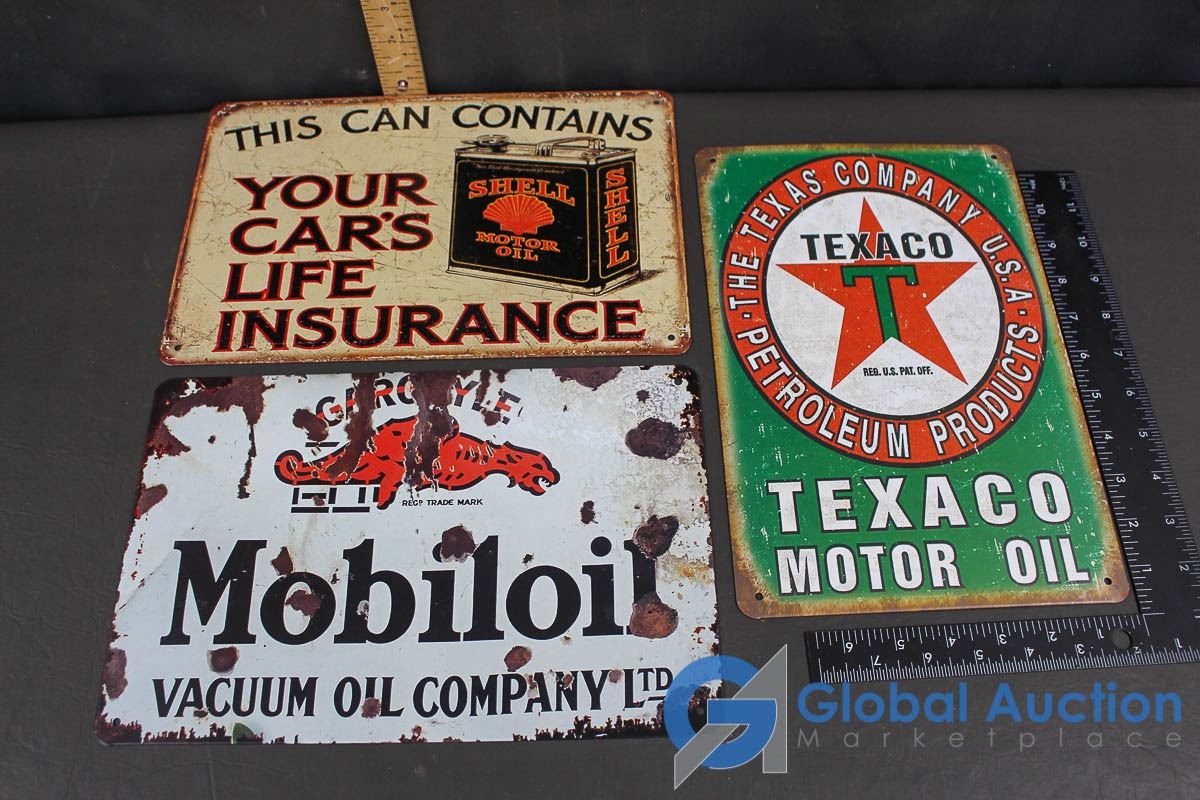 THIS CAN CONTAINS
YOUR
CAR'S
LIFE
INSURANCE
SHELL
MOTOR
OIL
SHELL
GARGOYLE
REGD TRADE MARK
Mobiloil
VACUUM OIL COMPANY LTD
THE TEXAS COMPANY U.S.A.
PETROLEUM PRODUCTS
TEXACO
T
REG. U.S. PAT. OFF.
TEXACO
MOTOR OIL
Global Auction
Marketplace